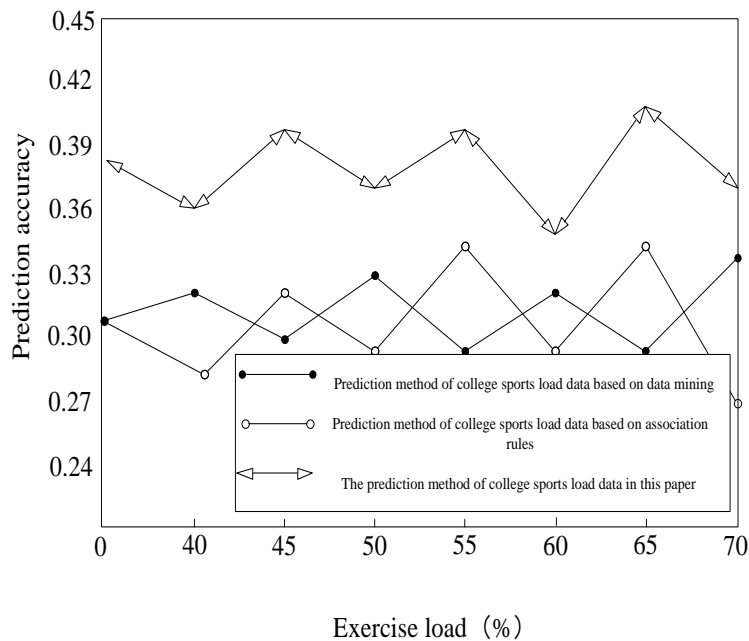 0.45
0.42
0.39
0.36
0.33
0.30
0.27
0.24
Prediction accuracy
Prediction method of college sports load data based on data mining
Prediction method of college sports load data based on association
rules
The prediction method of college sports load data in this paper
0 40 45 50 55 60 65 70
Exercise load（%）